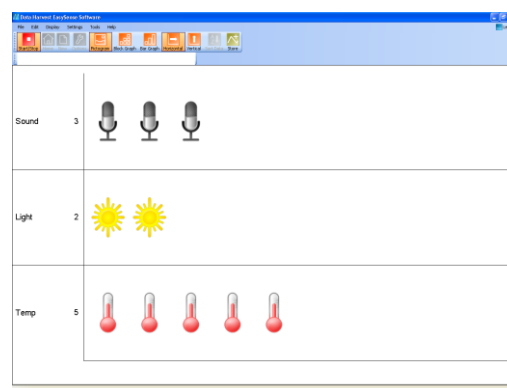 Data Harvest EasySense Software
File Edit Display Settings Tools Help
Start/Stop Pictogram Block Graph Bar Graph Horizontal Vertical Store
Sound 3
Light 2
Temp 5